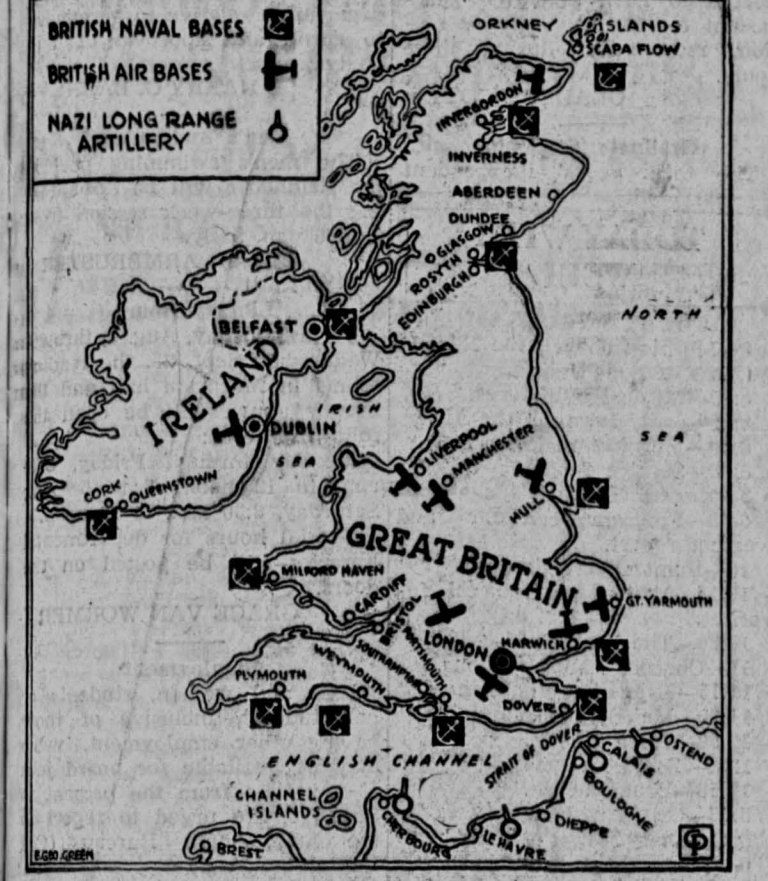 BRITISH NAVAL BASES
BRITISH AIR BASES
NAZI LONG RANGE
ARTILLERY
ORKNEY ISLANDS
SCAPA FLOW
INVERGORDON
INVERNESS
ABERDEEN
DUNDEE
GLASGOW
ROSYTH
EDINBURGH
NORTH
SEA
BELFAST
IRELAND
IRISH
SEA
DUBLIN
LIVERPOOL
MANCHESTER
CORK
QUEENSTOWN
HULL
GREAT BRITAIN
MILFORD HAVEN
CARDIFF
BRISTOL
GT. YARMOUTH
HARWICH
LONDON
PORTSMOUTH
SOUTHAMPTON
WEYMOUTH
PLYMOUTH
DOVER
STRAIT OF DOVER
ENGLISH CHANNEL
OSTEND
CALAIS
BOULOGNE
CHANNEL
ISLANDS
DIEPPE
CHERBOURG
LE HAVRE
BREST
CP